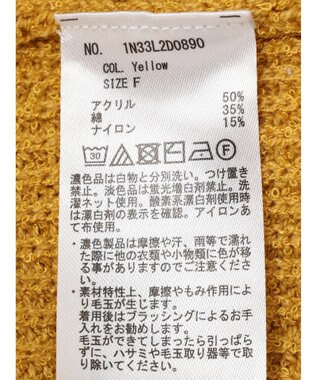 NO. 1N33L2D0890
COL. Yellow
SIZE F
アクリル 50%
綿 35%
ナイロン 15%
30 F
濃色品は白物と分別洗い。つけ置き
禁止。淡色品は蛍光増白剤禁止。洗
濯ネット使用。酸素系漂白剤使用時
は漂白剤の表示を確認。アイロンあ
て布使用。
・濃色製品は摩擦や汗、雨等で濡れ
た際に他の衣類や小物類に色が移
る事がありますのでご注意下さい。
・素材特性上、摩擦やもみ作用により
毛玉が生じます。
着用後はブラッシングによるお手
入れをお勧めします。
毛玉ができてしまったら引っぱら
ずに、ハサミや毛玉取り器等で取
り除いてください。